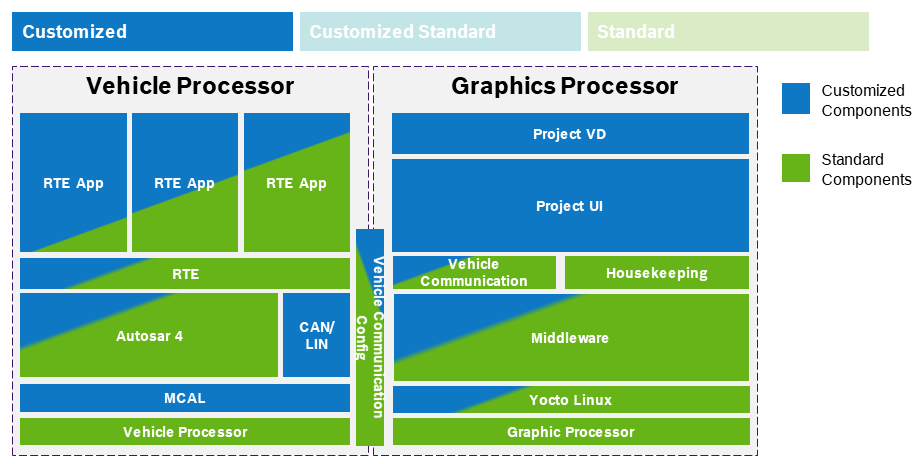 Customized
Customized Standard
Standard
Vehicle Processor
Graphics Processor
Customized
Components
Standard
Components
RTE App
RTE App
RTE App
RTE
Autosar 4
CAN/
LIN
MCAL
Vehicle Processor
Vehicle Communication
Config
Project VD
Project UI
Vehicle
Communication
Housekeeping
Middleware
Yocto Linux
Graphic Processor